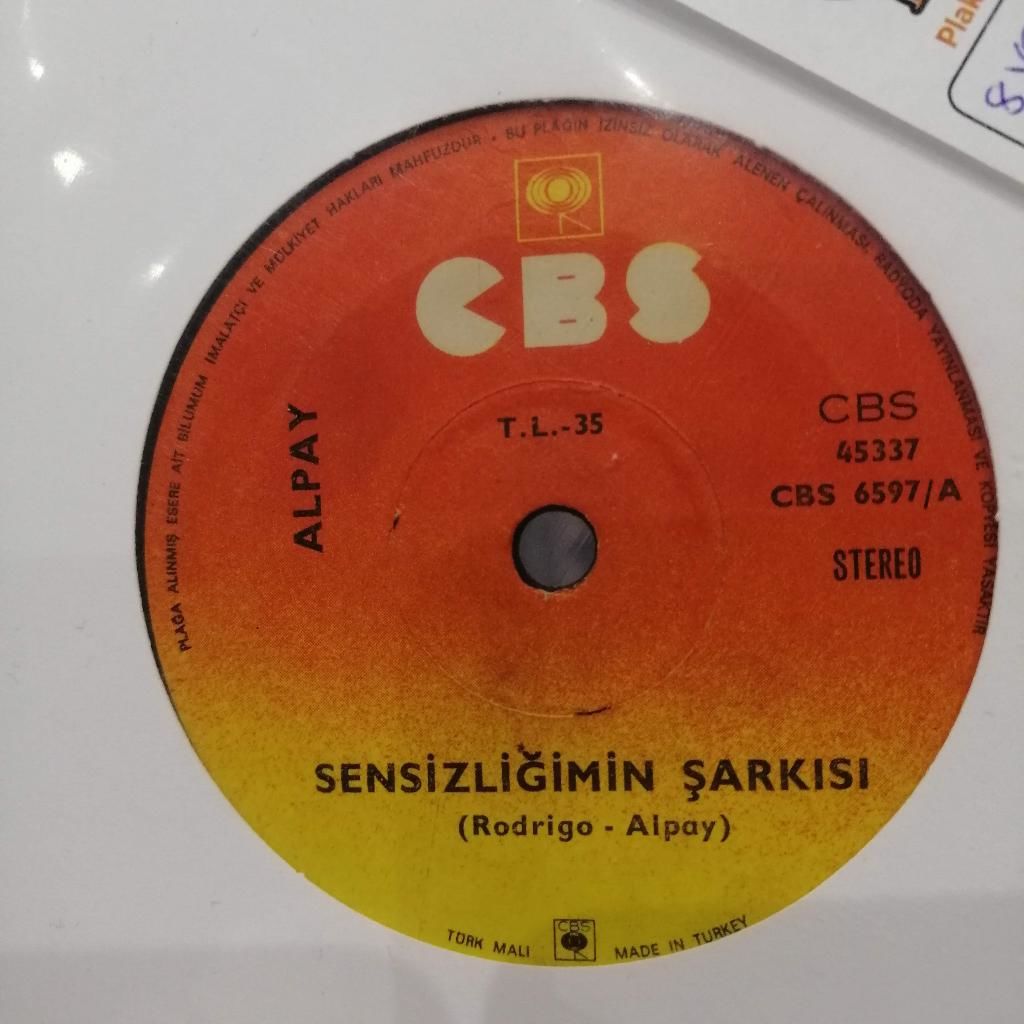 Plak
PLAĞA ALINMIŞ ESERE AİT BİLUMUM İMALATÇI VE MÜLKİYET HAKLARI MAHFUZDUR - BU PLAĞIN İZİNSİZ OLARAK ALENEN ÇALINMASI RADYODA YAYINLANMASI VE KOPYESİ YASAKTIR
CBS
T.L.-35
ALPAY
CBS
45337
CBS 6597/A
STEREO
SENSİZLİĞİMİN ŞARKISI
(Rodrigo - Alpay)
TÜRK MALI CBS MADE IN TURKEY